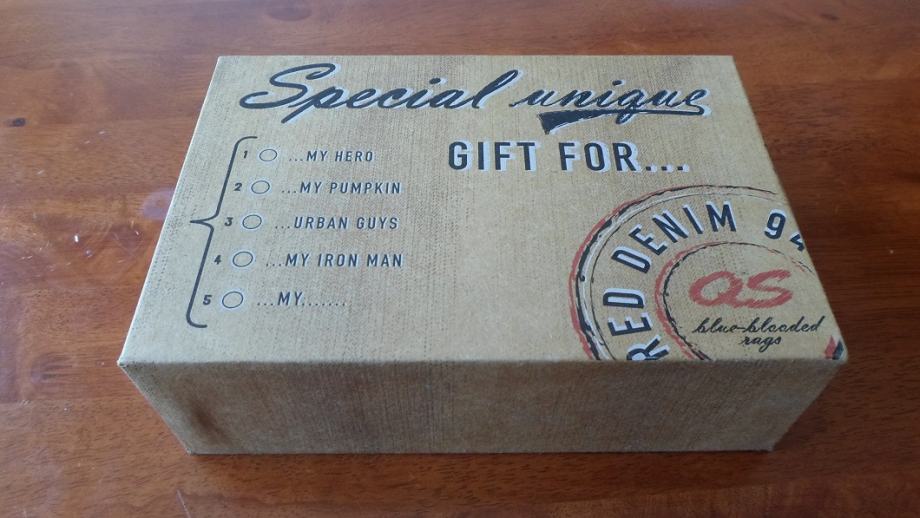 Special unique
GIFT FOR...
1 ...MY HERO
2 ...MY PUMPKIN
3 ...URBAN GUYS
4 ...MY IRON MAN
5 ...MY.......
RED DENIM 94
QS
blue-blooded
rags